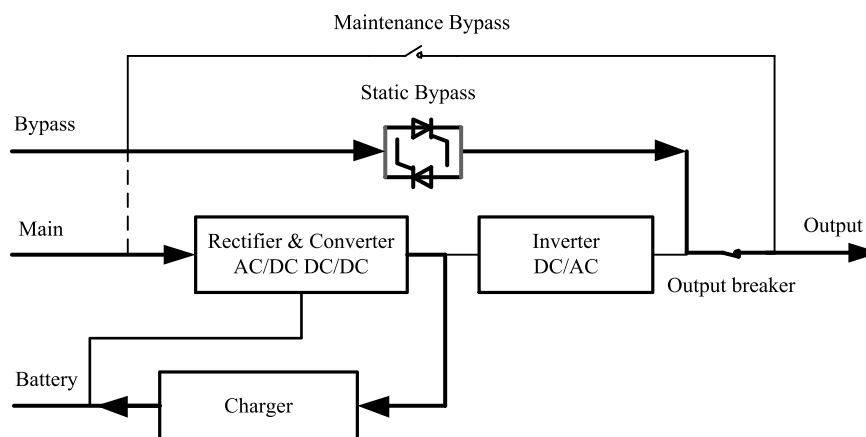 Maintenance Bypass
Static Bypass
Bypass
Main
Rectifier & Converter
AC/DC DC/DC
Inverter
DC/AC
Output
Output breaker
Battery
Charger